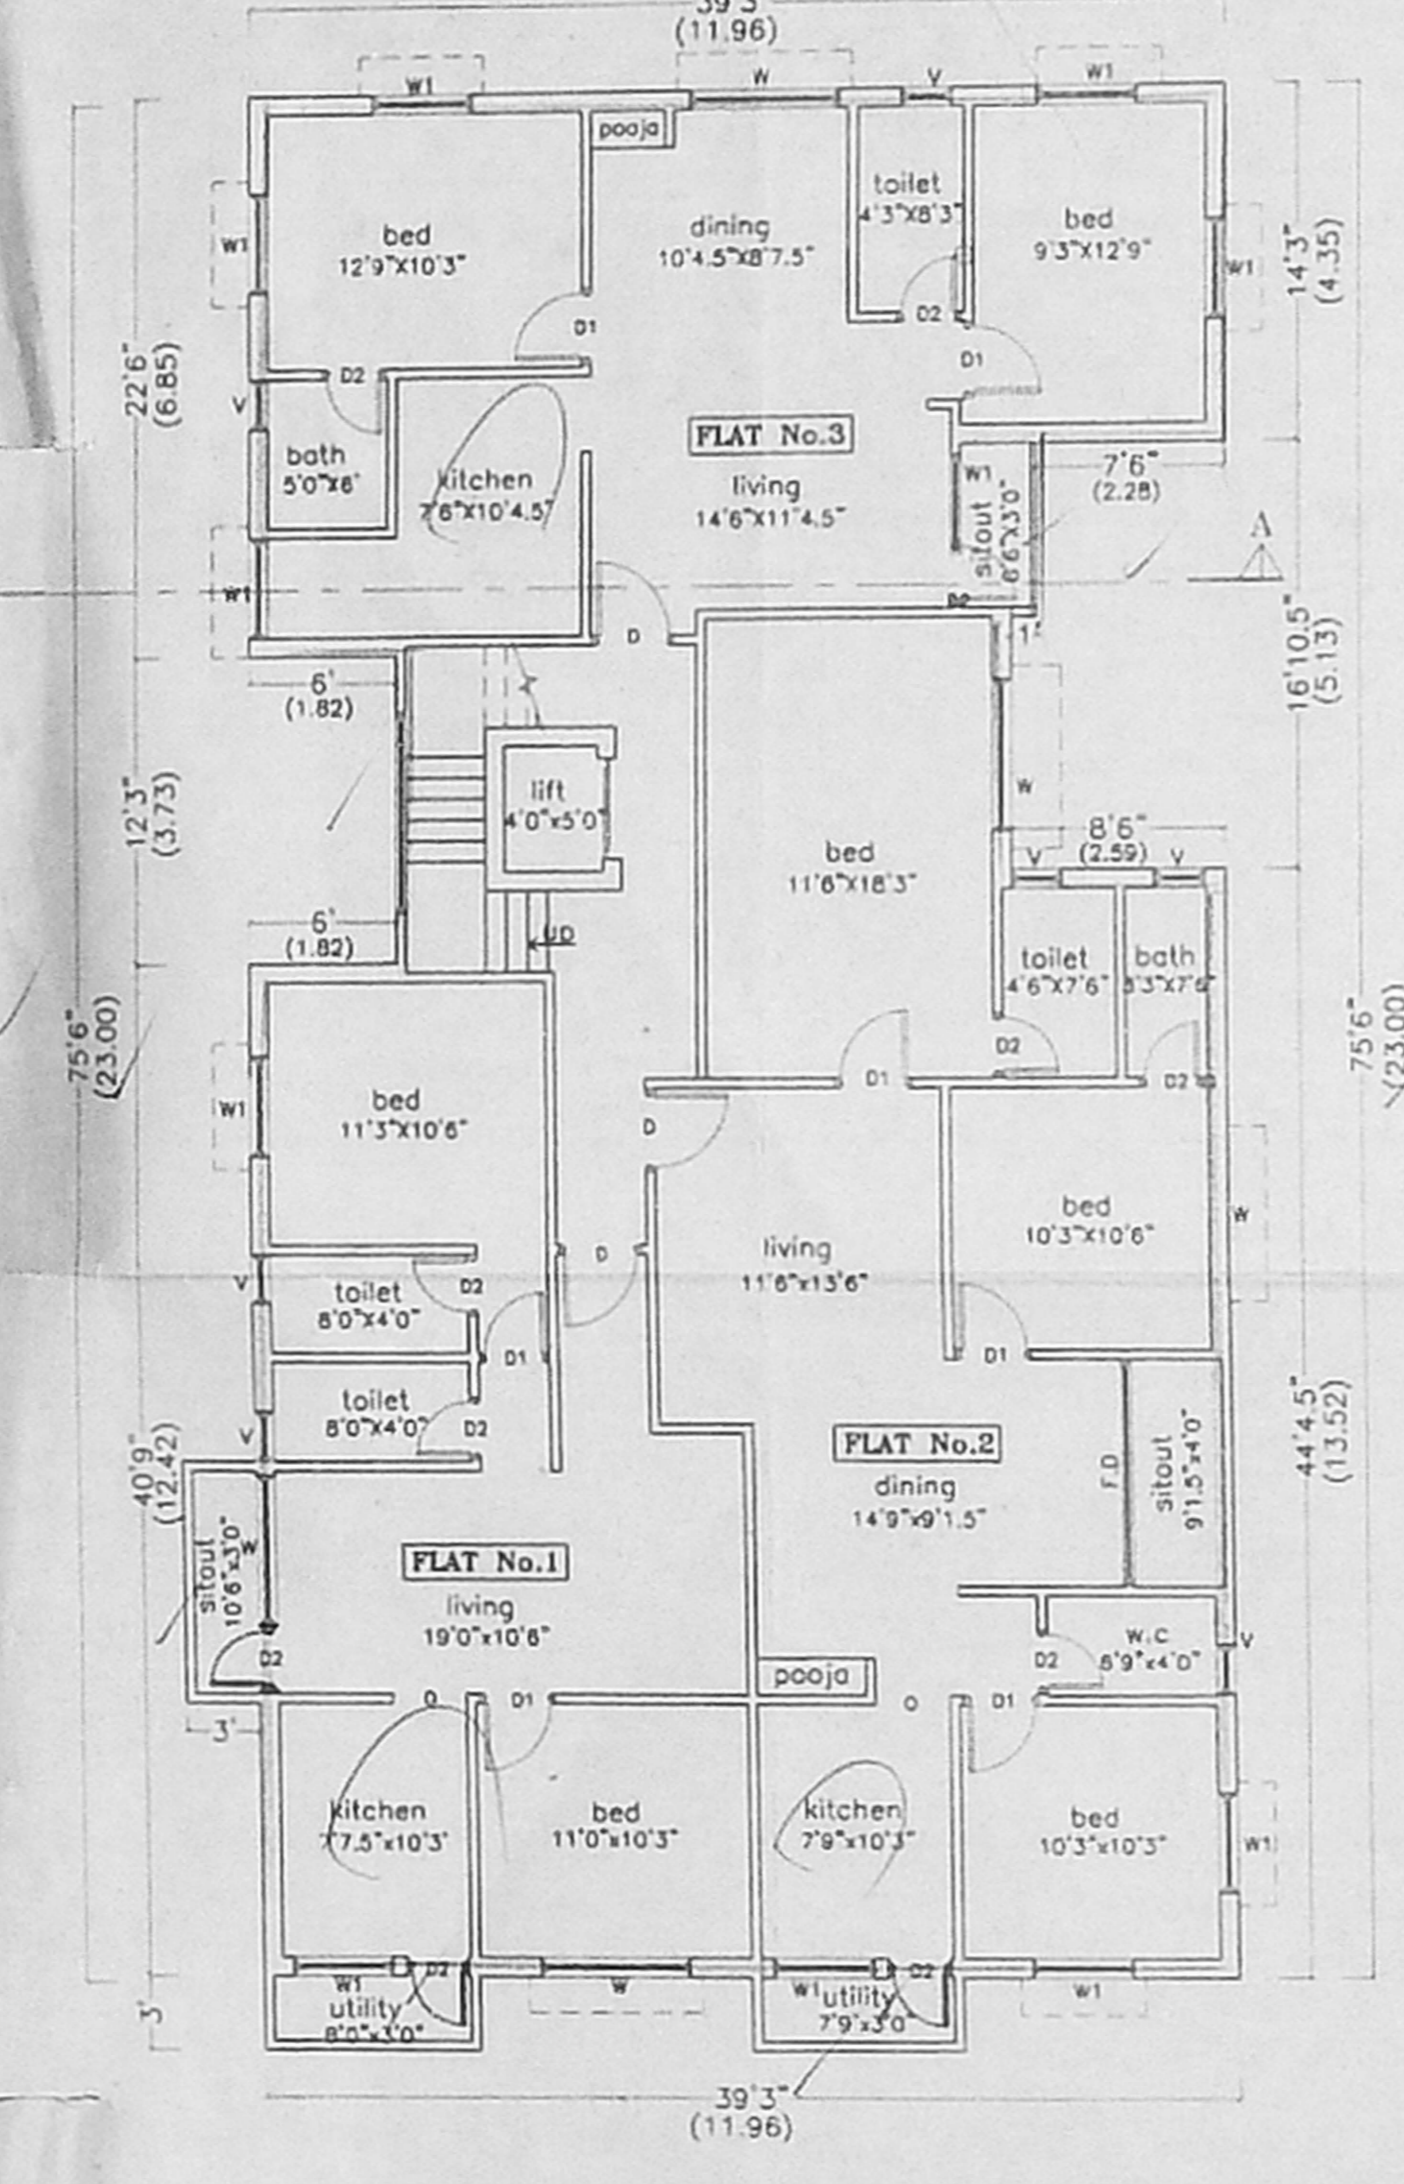 39'3"
(11.96)
W1
W
V
W1
pooja
toilet
4'3"X8'3"
bed
12'9"X10'3"
dining
10'4.5"X8'7.5"
bed
9'3"X12'9"
W1
W1
14'3"
(4.35)
D1
D2
D1
D2
22'6"
(6.85)
V
FLAT No.3
bath
5'0"X6'
kitchen
7'6"X10'4.5"
living
14'6"X11'4.5"
W1
sitout
6'6"X3'0"
7'6"
(2.28)
A
W1
D2
D
1'
16'10.5"
(5.13)
6'
(1.82)
12'3"
(3.73)
lift
4'0"x5'0"
W
8'6"
(2.59)
V
V
bed
11'6"X18'3"
6'
(1.82)
UD
toilet
4'6"X7'6"
bath
3'3"X7'6"
75'6"
(23.00)
75'6"
(23.00)
D2
D1
D2
W1
bed
11'3"X10'6"
D
bed
10'3"X10'6"
W
living
11'6"x13'6"
D
V
toilet
8'0"X4'0"
D2
D1
D1
toilet
8'0"X4'0"
D2
V
40'9"
(12.42)
FLAT No.2
dining
14'9"x9'1.5"
F.D
sitout
9'1.5"x4'0"
44'4.5"
(13.52)
sitout
10'6"x3'0"
W
FLAT No.1
living
19'0"x10'6"
D2
W.C
6'9"x4'0"
V
D2
pooja
O
D1
O
D1
3'
kitchen
7'7.5"x10'3"
bed
11'0"x10'3"
kitchen
7'9"x10'3"
bed
10'3"x10'3"
W1
W1
D2
W
W1
D2
W1
utility
8'0"x3'0"
utility
7'9"x3'0"
3'
39'3"
(11.96)